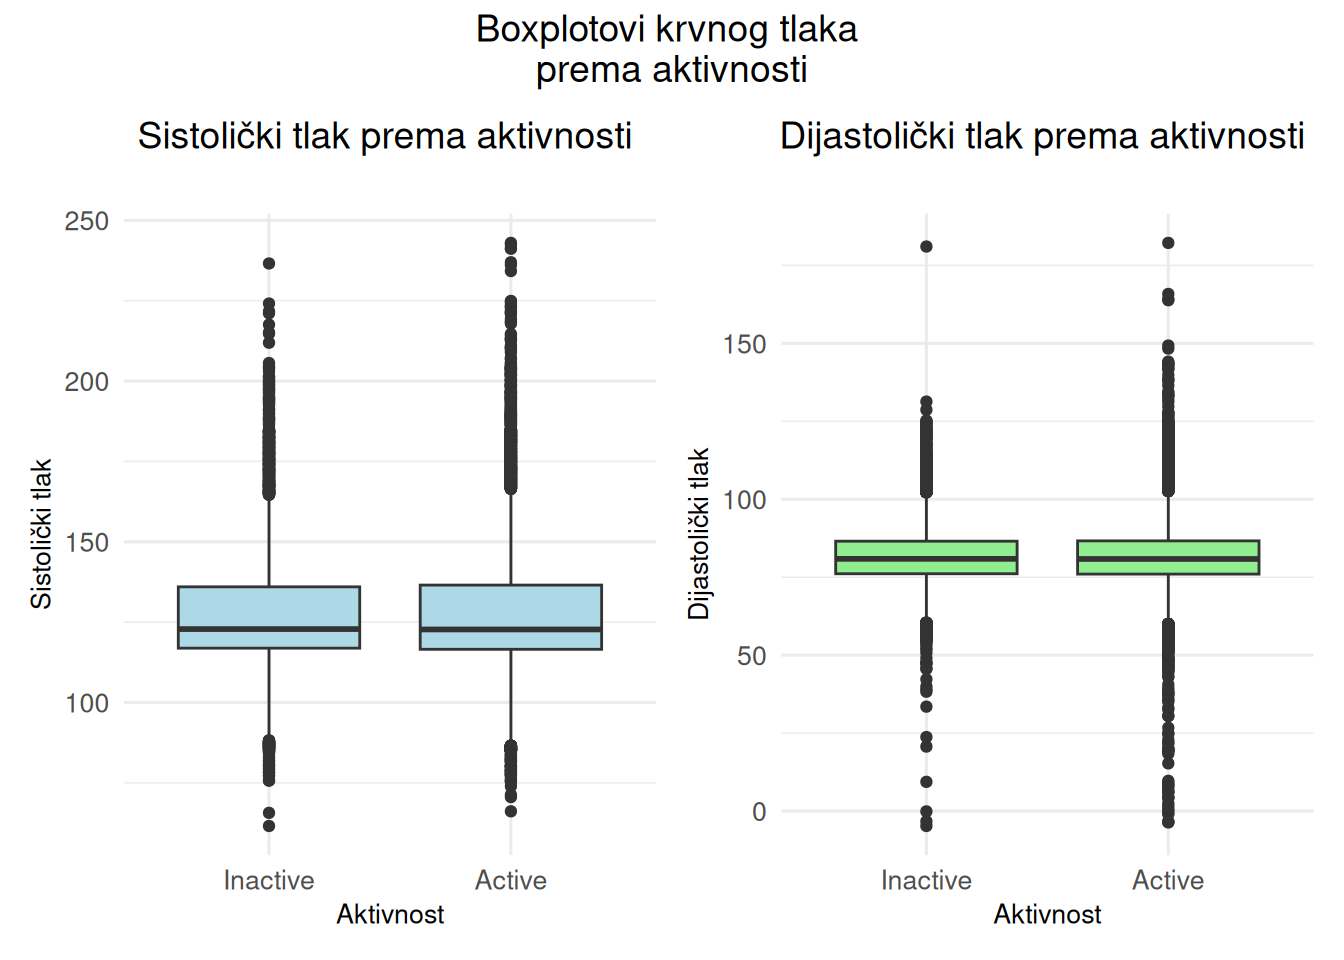 Boxplotovi krvnog tlaka
prema aktivnosti
Sistolički tlak prema aktivnosti
Sistolički tlak
250
200
150
100
Inactive
Active
Aktivnost
Dijastolički tlak prema aktivnosti
Dijastolički tlak
150
100
50
0
Inactive
Active
Aktivnost